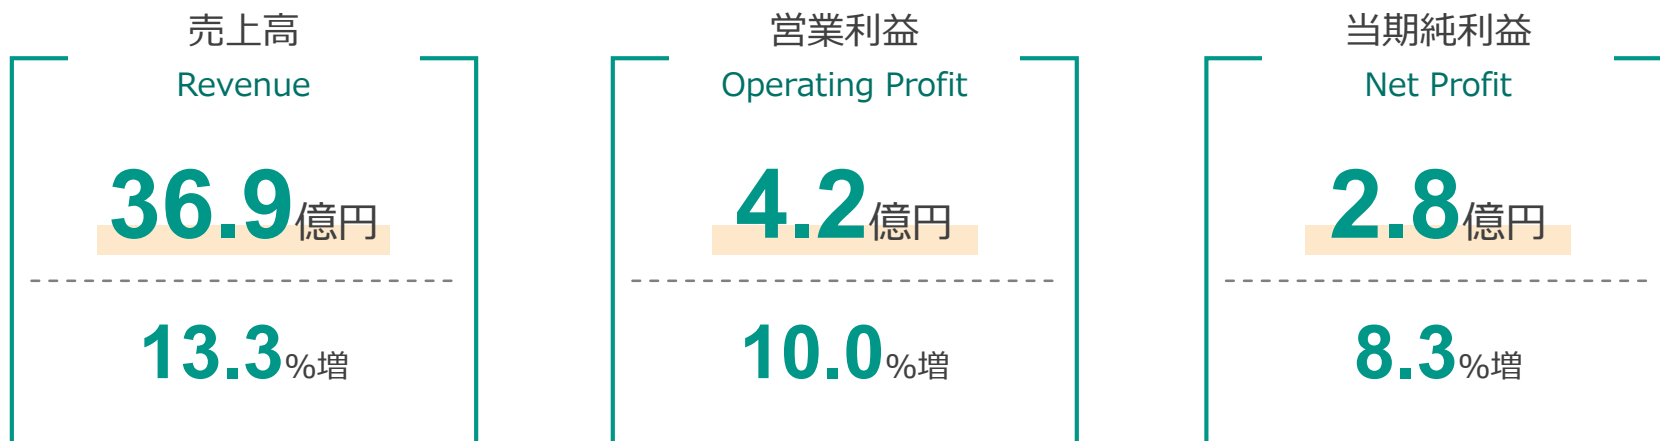 売上高
Revenue
36.9億円
13.3%増
営業利益
Operating Profit
4.2億円
10.0%増
当期純利益
Net Profit
2.8億円
8.3%増